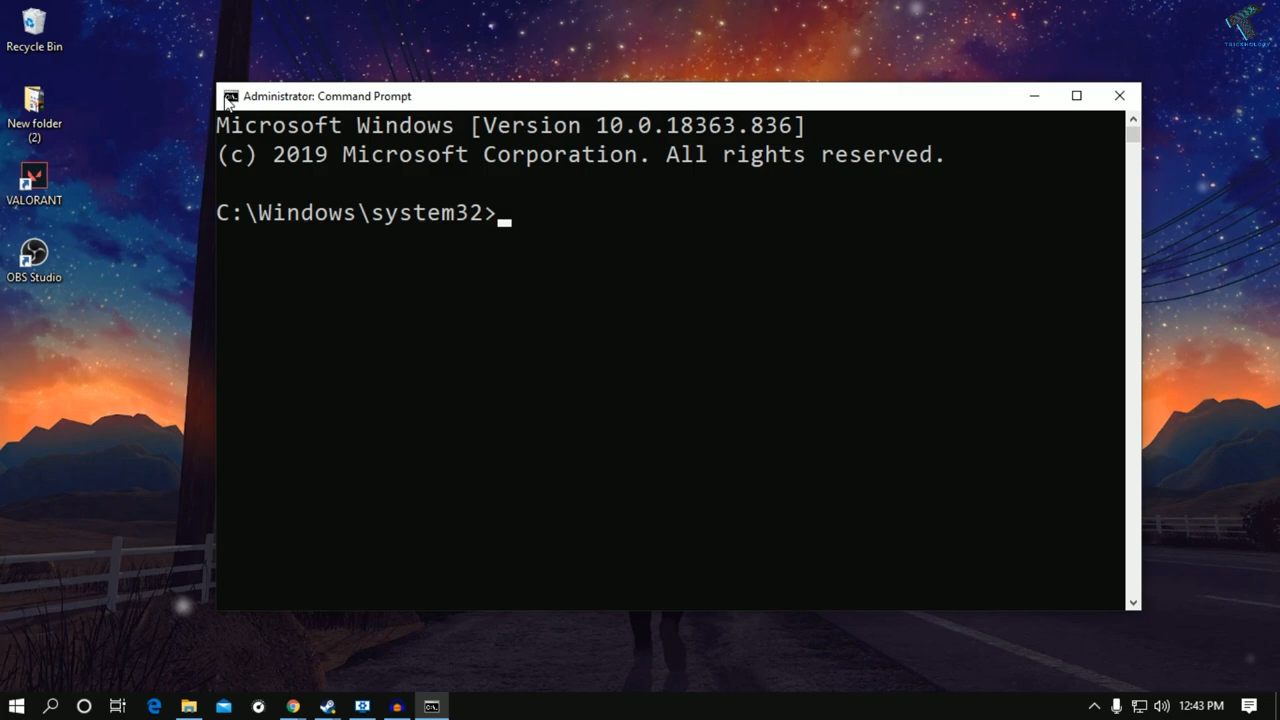 Recycle Bin
New folder
(2)
VALORANT
OBS Studio
TRICKNOLOGY
Administrator: Command Prompt
Microsoft Windows [Version 10.0.18363.836]
(c) 2019 Microsoft Corporation. All rights reserved.
C:\Windows\system32>
12:43 PM